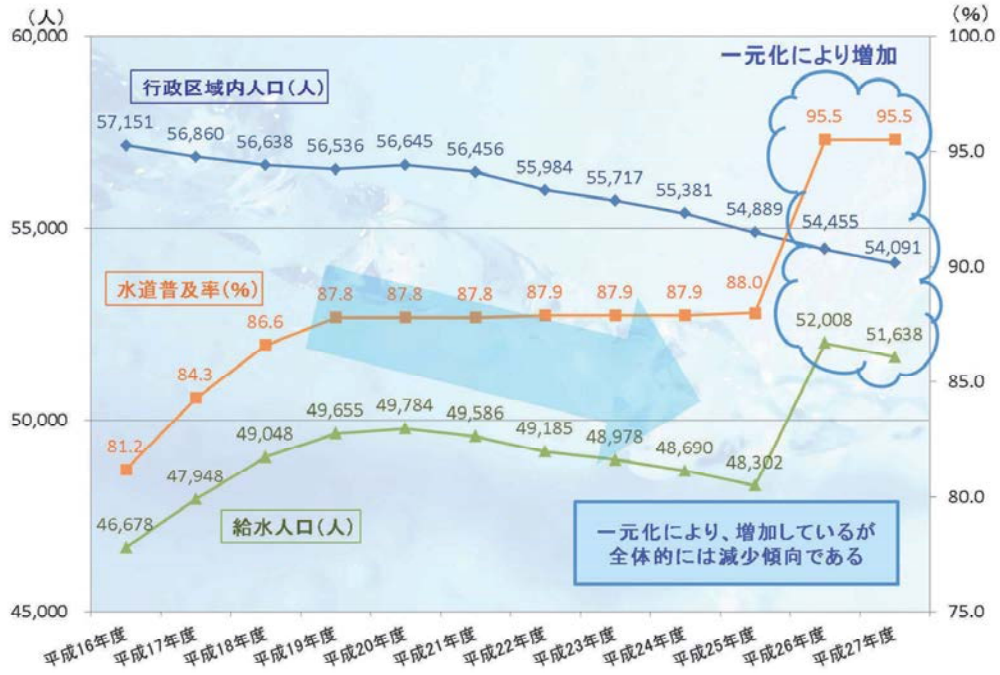 (人)
(%)
60,000
100.0
一元化により増加
行政区域内人口(人)
95.5 95.5
57,151 56,860 56,638 56,536 56,645 56,456 55,984 55,717 55,381 54,889 54,455 54,091
95.0
55,000
90.0
水道普及率(%)
81.2 84.3 86.6 87.8 87.8 87.8 87.9 87.9 87.9 88.0
52,008 51,638
85.0
50,000
46,678 47,948 49,048 49,655 49,784 49,586 49,185 48,978 48,690 48,302
80.0
給水人口(人)
一元化により、増加しているが
全体的には減少傾向である
45,000
75.0
平成16年度 平成17年度 平成18年度 平成19年度 平成20年度 平成21年度 平成22年度 平成23年度 平成24年度 平成25年度 平成26年度 平成27年度